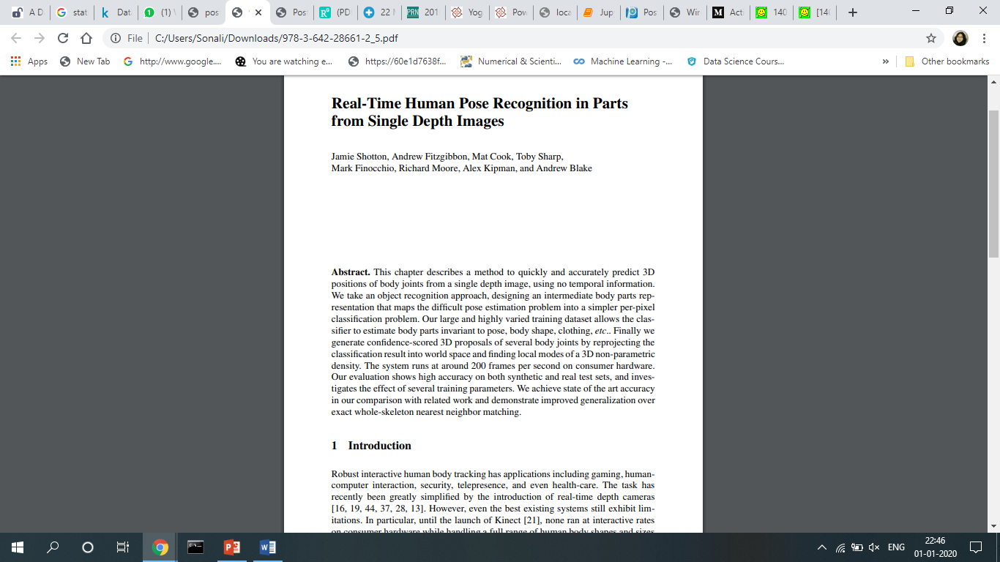 A D
stat
Dat
(1) \
pos
Pos
(PD
22 I
PRN 201
Yog
Pow
loca
Jup
Pos
Wir
Acti
140
[14
File | C:/Users/Sonali/Downloads/978-3-642-28661-2_5.pdf
Apps New Tab http://www.google.... You are watching e... https://60e1d7638f... Numerical & Scienti... Machine Learning -... Data Science Cours... » Other bookmarks
Real-Time Human Pose Recognition in Parts
from Single Depth Images
Jamie Shotton, Andrew Fitzgibbon, Mat Cook, Toby Sharp,
Mark Finocchio, Richard Moore, Alex Kipman, and Andrew Blake
Abstract. This chapter describes a method to quickly and accurately predict 3D
positions of body joints from a single depth image, using no temporal information.
We take an object recognition approach, designing an intermediate body parts rep-
resentation that maps the difficult pose estimation problem into a simpler per-pixel
classification problem. Our large and highly varied training dataset allows the clas-
sifier to estimate body parts invariant to pose, body shape, clothing, etc.. Finally we
generate confidence-scored 3D proposals of several body joints by reprojecting the
classification result into world space and finding local modes of a 3D non-parametric
density. The system runs at around 200 frames per second on consumer hardware.
Our evaluation shows high accuracy on both synthetic and real test sets, and inves-
tigates the effect of several training parameters. We achieve state of the art accuracy
in our comparison with related work and demonstrate improved generalization over
exact whole-skeleton nearest neighbor matching.
1 Introduction
Robust interactive human body tracking has applications including gaming, human-
computer interaction, security, telepresence, and even health-care. The task has
recently been greatly simplified by the introduction of real-time depth cameras
[16, 19, 44, 37, 28, 13]. However, even the best existing systems still exhibit lim-
itations. In particular, until the launch of Kinect [21], none ran at interactive rates
on consumer hardware while handling a full range of human body shapes and sizes
ENG
22:46
01-01-2020